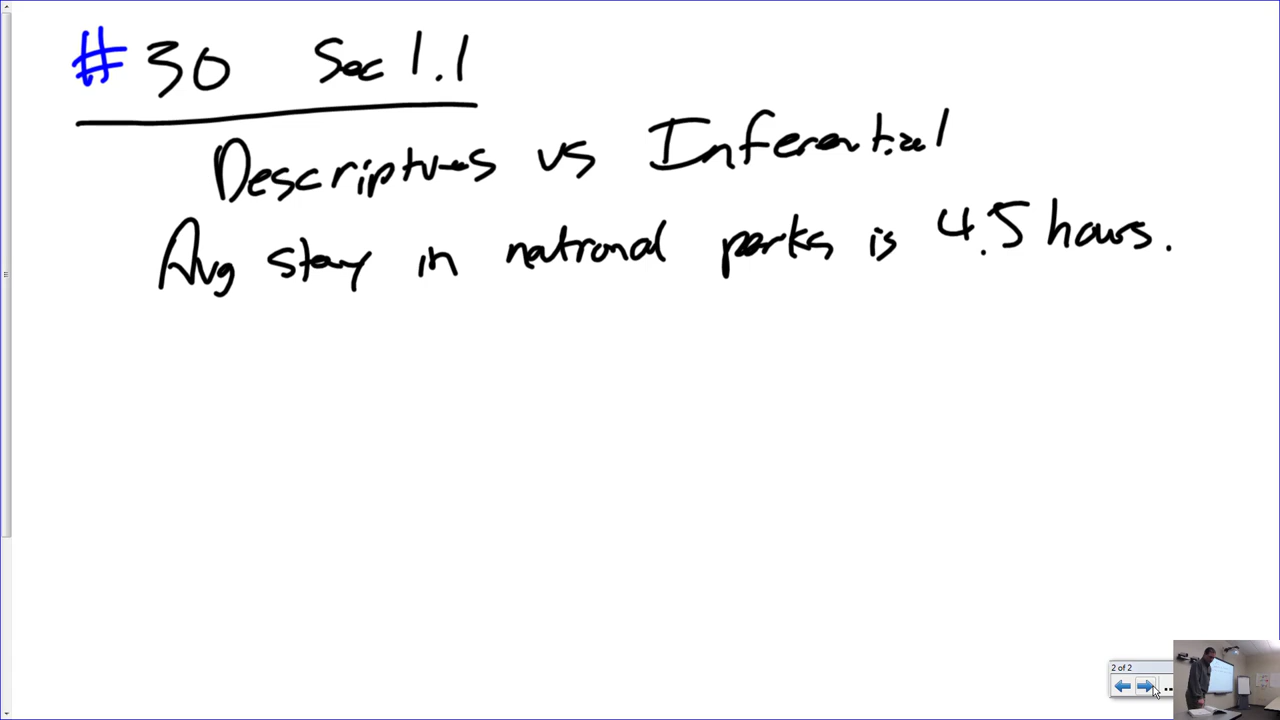 # 30 Sec 1.1
Descriptives vs Inferential
Avg stay in national parks is 4.5 hours.
2 of 2